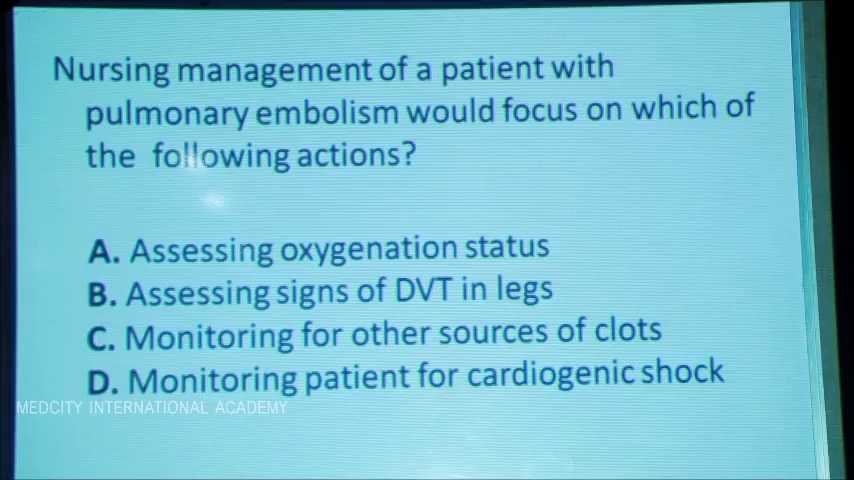 Nursing management of a patient with
pulmonary embolism would focus on which of
the following actions?
A. Assessing oxygenation status
B. Assessing signs of DVT in legs
C. Monitoring for other sources of clots
D. Monitoring patient for cardiogenic shock
MEDCITY INTERNATIONAL ACADEMY